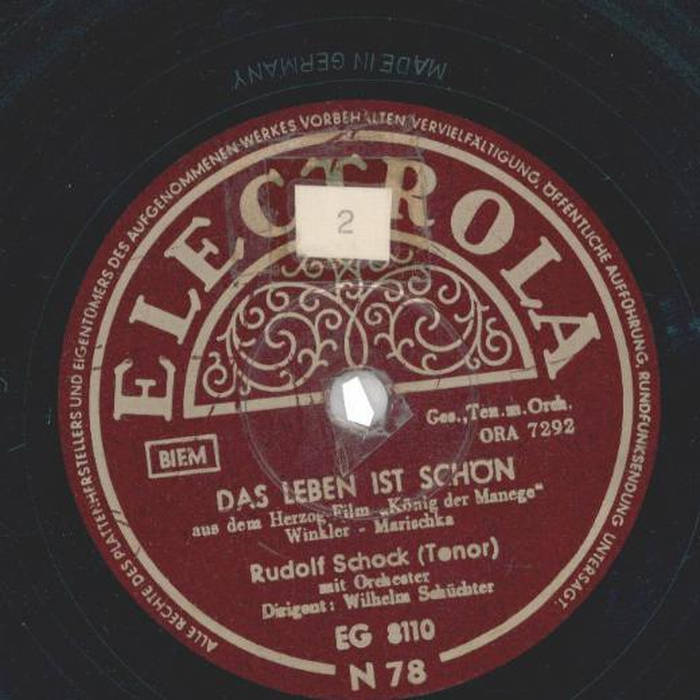 MADE IN GERMANY
ALLE RECHTE DES PLATTENHERSTELLERS UND EIGENTÜMERS DES AUFGENOMMENEN WERKES VORBEHALTEN VERVIELFÄLTIGUNG, ÖFFENTLICHE AUFFÜHRUNG, RUNDFUNKSENDUNG UNTERSAGT.
ELECTROLA
2
Ges.,Ten.m.Orch.
ORA 7292
BIEM
DAS LEBEN IST SCHÖN
aus dem Herzog-Film „König der Manege“
Winkler - Marischka
Rudolf Schock (Tenor)
mit Orchester
Dirigent: Wilhelm Schüchter
EG 8110
N 78